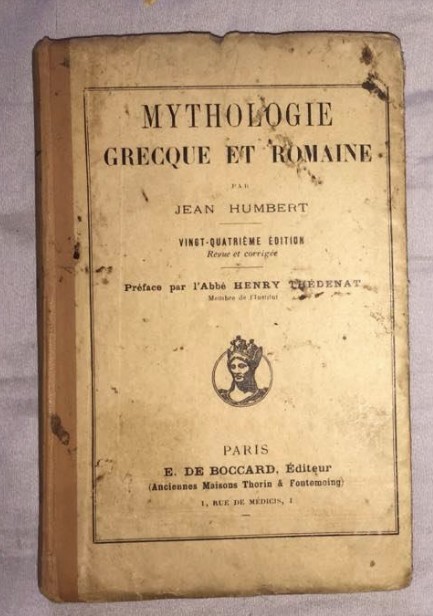 MYTHOLOGIE
GRECQUE ET ROMAINE
PAR
JEAN HUMBERT
VINGT-QUATRIÈME ÉDITION
Revue et corrigée
Préface par l'Abbé HENRY THÉDENAT
Membre de l'Institut
PARIS
E. DE BOCCARD, Éditeur
(Anciennes Maisons Thorin & Fontemoing)
1, RUE DE MÉDICIS, 1